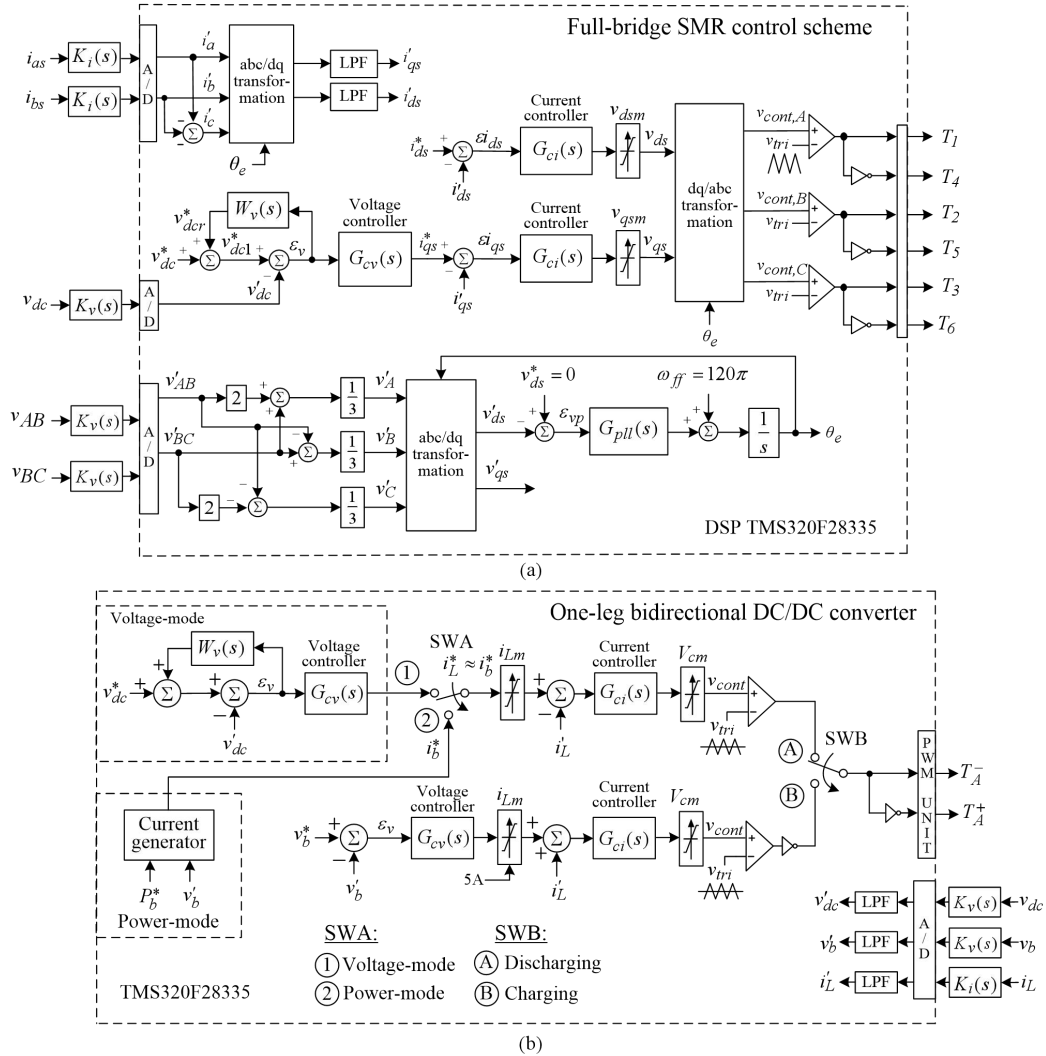 Full-bridge SMR control scheme
i_as
K_i(s)
i_bs
K_i(s)
A/D
i'_a
i'_b
i'_c
−
−
Σ
abc/dq
transfor-
mation
θ_e
LPF
i'_qs
LPF
i'_ds
i*_ds
+
−
Σ
i'_ds
εi_ds
Current
controller
G_ci(s)
v_dsm
v_ds
v*_dcr
W_v(s)
v*_dc
+
+
Σ
v*_dc1
+
−
Σ
ε_v
v'_dc
Voltage
controller
G_cv(s)
i*_qs
+
−
Σ
i'_qs
εi_qs
Current
controller
G_ci(s)
v_qsm
v_qs
v_dc
K_v(s)
A/D
dq/abc
transfor-
mation
θ_e
v_cont,A
v_tri
+
−
v_cont,B
v_tri
+
−
v_cont,C
v_tri
+
−
T_1
T_4
T_2
T_5
T_3
T_6
v_AB
K_v(s)
v_BC
K_v(s)
A/D
v'_AB
v'_BC
2
+
+
Σ
−
+
Σ
2
−
−
Σ
1/3
v'_A
1/3
v'_B
1/3
v'_C
abc/dq
transfor-
mation
v'_ds
v'_qs
v*_ds = 0
+
−
Σ
ε_vp
G_pll(s)
ω_ff = 120π
+
+
Σ
1/s
θ_e
DSP TMS320F28335
(a)
One-leg bidirectional DC/DC converter
Voltage-mode
W_v(s)
v*_dc
+
+
Σ
+
−
Σ
v'_dc
ε_v
Voltage
controller
G_cv(s)
1
SWA
i*_L ≈ i*_b
2
i*_b
i_Lm
+
−
Σ
i'_L
Current
controller
G_ci(s)
V_cm
v_cont
v_tri
+
−
A
SWB
B
PWM UNIT
T_A^−
T_A^+
Current
generator
P*_b
v'_b
Power-mode
v*_b
+
−
Σ
v'_b
ε_v
Voltage
controller
G_cv(s)
i_Lm
5A
+
+
Σ
i'_L
Current
controller
G_ci(s)
V_cm
v_cont
v_tri
+
−
v'_dc
LPF
A/D
K_v(s)
v_dc
v'_b
LPF
K_v(s)
v_b
i'_L
LPF
K_i(s)
i_L
SWA:
1 Voltage-mode
2 Power-mode
SWB:
A Discharging
B Charging
TMS320F28335
(b)